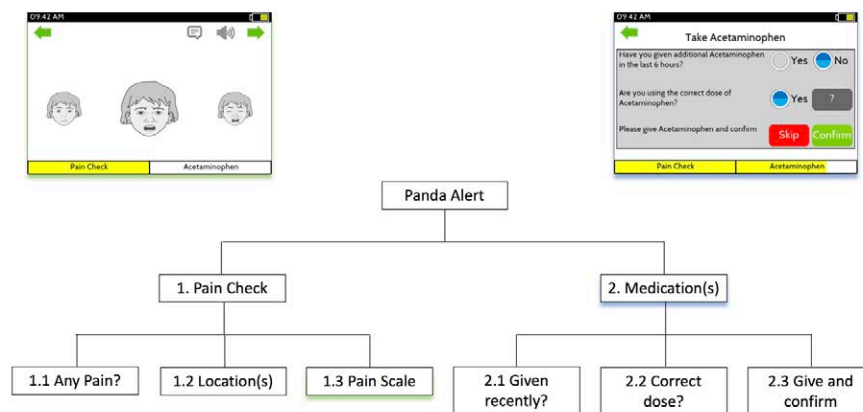 09.42 AM
Pain Check
Acetaminophen
09.42 AM
Take Acetaminophen
Have you given additional Acetaminophen
in the last 6 hours?
Yes
No
Are you using the correct dose of
Acetaminophen?
Yes
?
Please give Acetaminophen and confirm
Skip
Confirm
Pain Check
Acetaminophen
Panda Alert
1. Pain Check
2. Medication(s)
1.1 Any Pain?
1.2 Location(s)
1.3 Pain Scale
2.1 Given
recently?
2.2 Correct
dose?
2.3 Give and
confirm